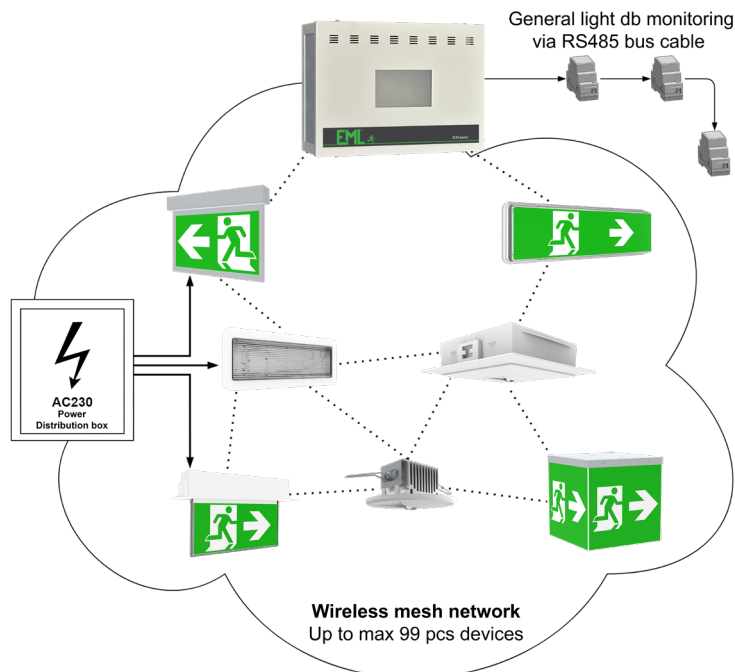 General light db monitoring
via RS485 bus cable
EML
AC230
Power
Distribution box
Wireless mesh network
Up to max 99 pcs devices